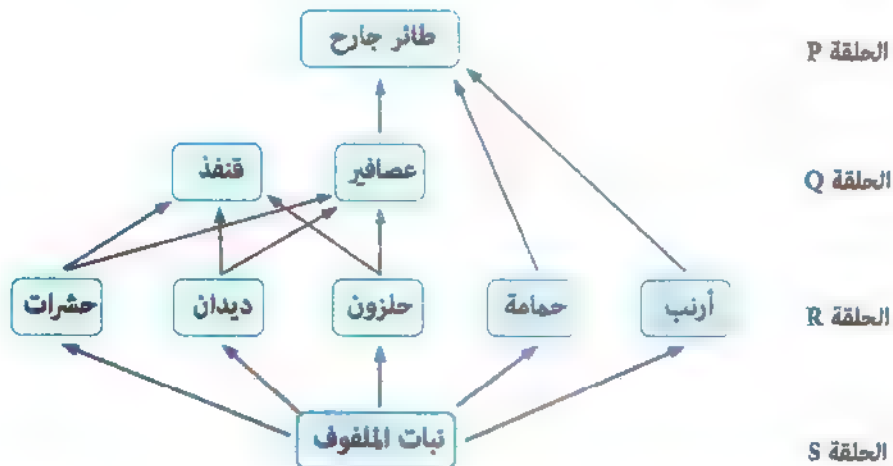 طائر جارح
الحلقة P
قنفذ
عصافير
الحلقة Q
حشرات
ديدان
حلزون
حمامة
أرنب
الحلقة R
نبات الملفوف
الحلقة S